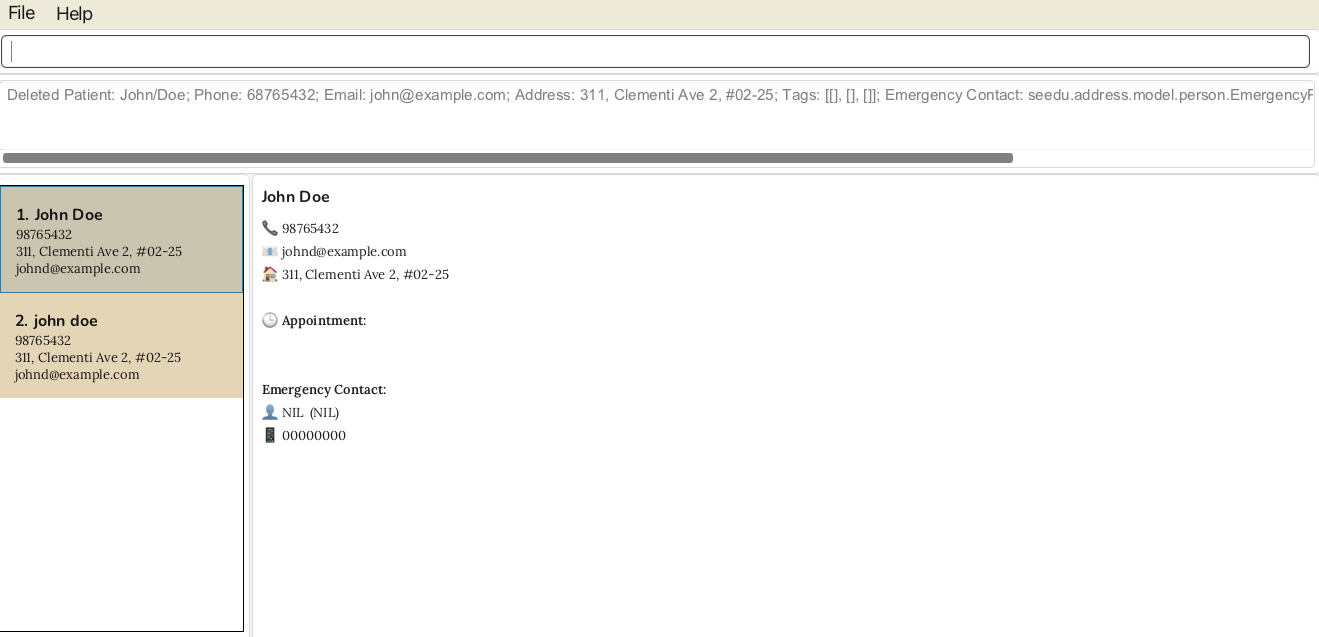 File Help
Deleted Patient: John/Doe; Phone: 68765432; Email: john@example.com; Address: 311, Clementi Ave 2, #02-25; Tags: [[], [], []]; Emergency Contact: seedu.address.model.person.Emergency
1. John Doe
98765432
311, Clementi Ave 2, #02-25
johnd@example.com
2. john doe
98765432
311, Clementi Ave 2, #02-25
johnd@example.com
John Doe
98765432
johnd@example.com
311, Clementi Ave 2, #02-25
Appointment:
Emergency Contact:
NIL (NIL)
00000000